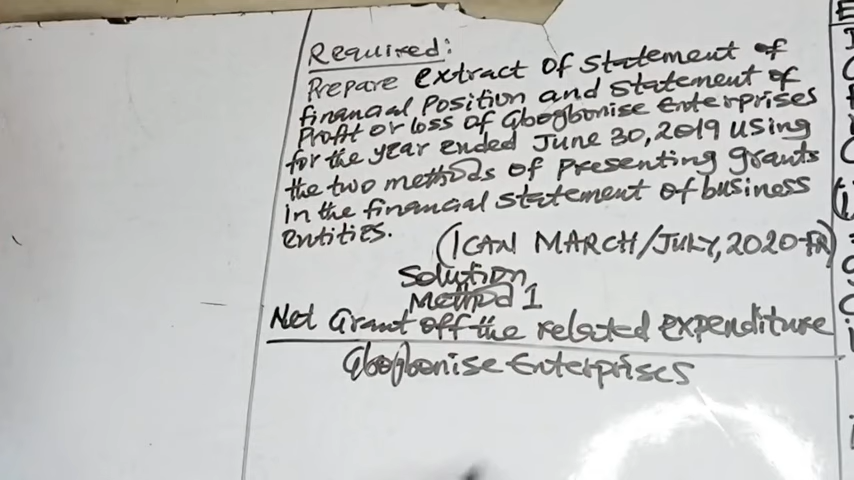 Required:
Prepare extract of statement of
financial position and statement of
profit or loss of Gbogbonise Enterprises
for the year ended June 30, 2019 using
the two methods of presenting grants
in the financial statement of business
entities.
(ICAN MARCH/JULY, 2020-FR)
Solution
Method 1
Net Grant off the related expenditure
Gbogbonise Enterprises